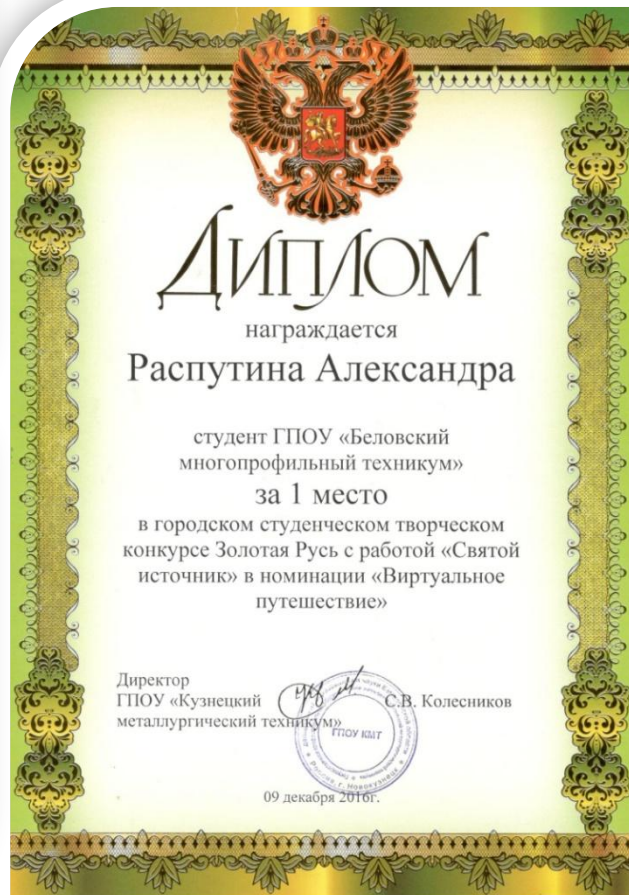 Диплом
награждается
Распутина Александра
студент ГПОУ «Беловский
многопрофильный техникум»
за 1 место
в городском студенческом творческом
конкурсе Золотая Русь с работой «Святой
источник» в номинации «Виртуальное
путешествие»
Директор
ГПОУ «Кузнецкий С.В. Колесников
металлургический техникум»
ГПОУ КМТ
09 декабря 2016г.